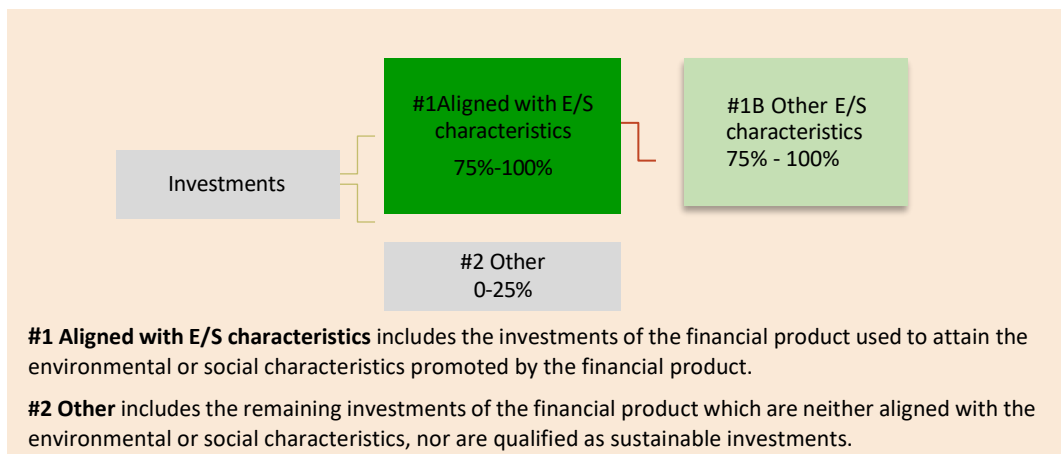 #1Aligned with E/S
characteristics
75%-100%
#1B Other E/S
characteristics
75% - 100%
Investments
#2 Other
0-25%
#1 Aligned with E/S characteristics includes the investments of the financial product used to attain the
environmental or social characteristics promoted by the financial product.
#2 Other includes the remaining investments of the financial product which are neither aligned with the
environmental or social characteristics, nor are qualified as sustainable investments.